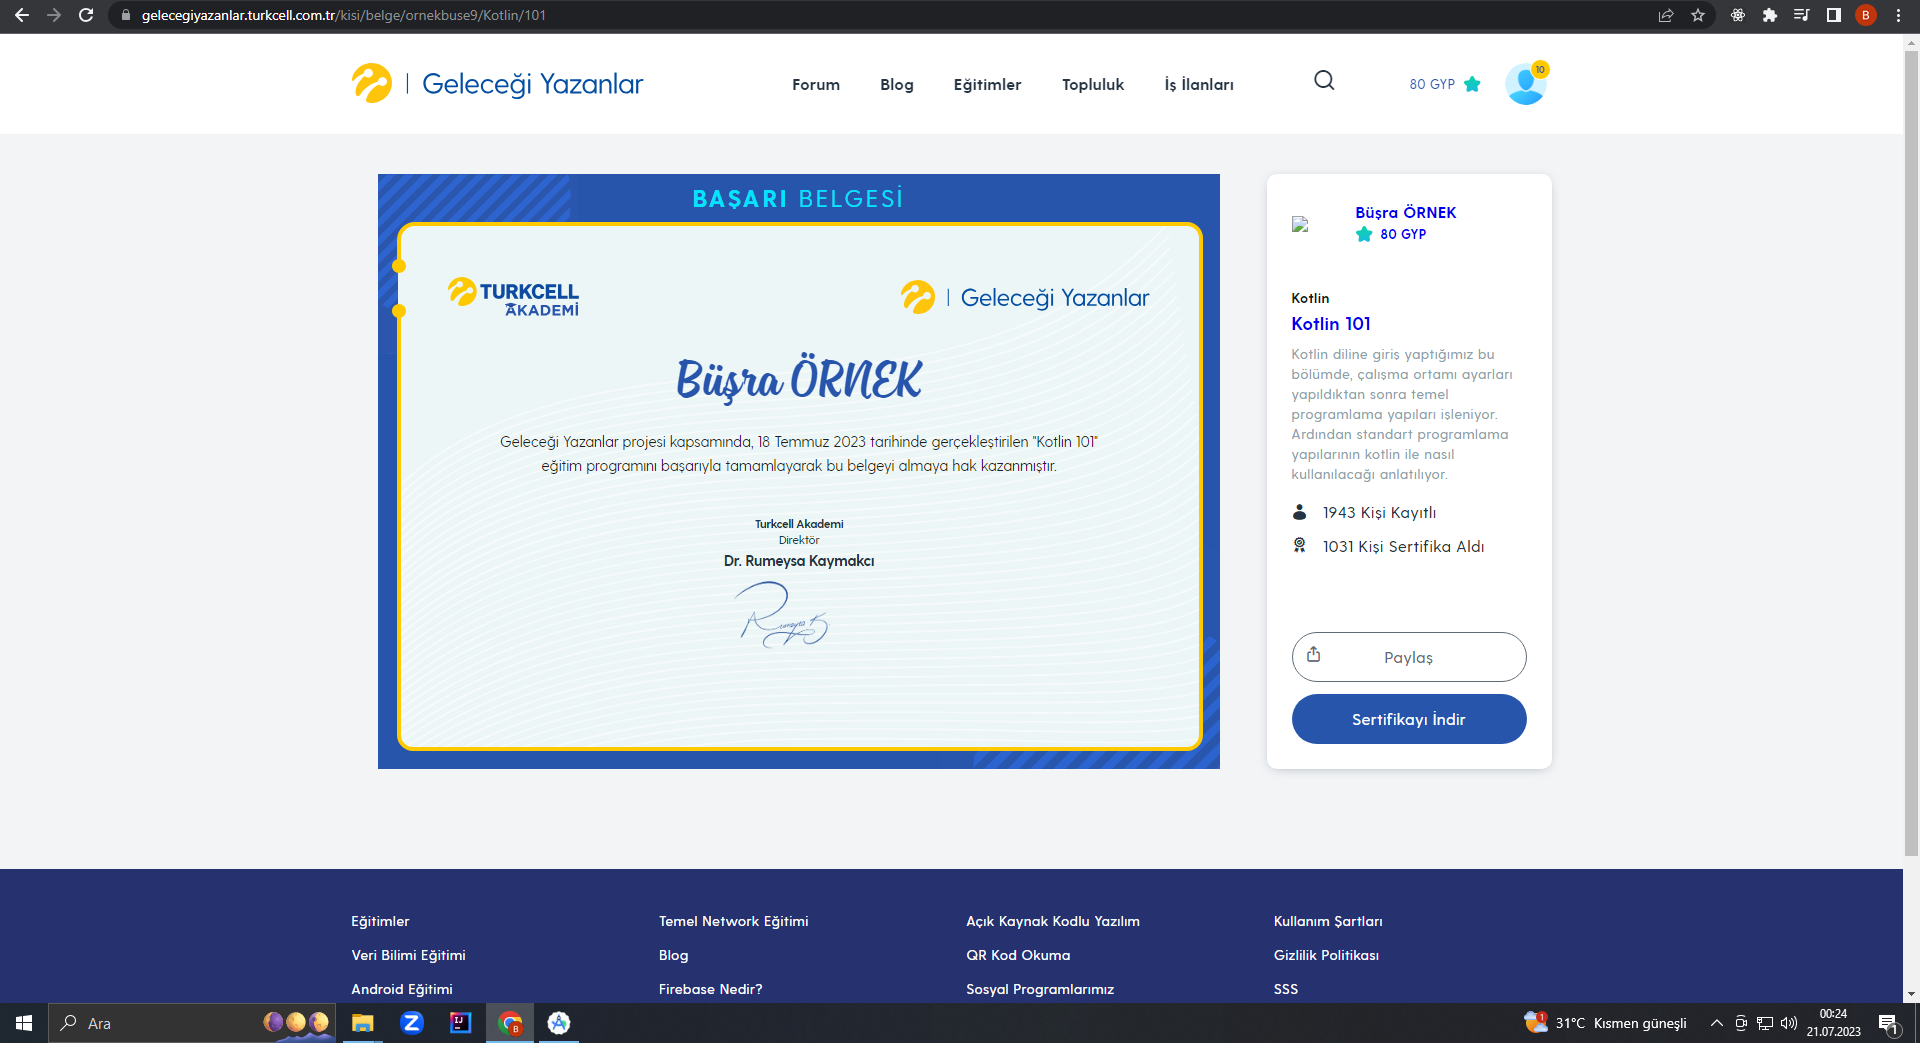 gelecegiyazanlar.turkcell.com.tr/kisi/belge/ornekbuse9/Kotlin/101
B
Geleceği Yazanlar
Forum
Blog
Eğitimler
Topluluk
İş İlanları
80 GYP
10
BAŞARI BELGESİ
TURKCELL
AKADEMİ
Geleceği Yazanlar
Büşra ÖRNEK
Geleceği Yazanlar projesi kapsamında, 18 Temmuz 2023 tarihinde gerçekleştirilen "Kotlin 101"
eğitim programını başarıyla tamamlayarak bu belgeyi almaya hak kazanmıştır.
Turkcell Akademi
Direktör
Dr. Rumeysa Kaymakcı
Rumeysa K
Büşra ÖRNEK
80 GYP
Kotlin
Kotlin 101
Kotlin diline giriş yaptığımız bu
bölümde, çalışma ortamı ayarları
yapıldıktan sonra temel
programlama yapıları işleniyor.
Ardından standart programlama
yapılarının kotlin ile nasıl
kullanılacağı anlatılıyor.
1943 Kişi Kayıtlı
1031 Kişi Sertifika Aldı
Paylaş
Sertifikayı İndir
Eğitimler
Temel Network Eğitimi
Açık Kaynak Kodlu Yazılım
Kullanım Şartları
Veri Bilimi Eğitimi
Blog
QR Kod Okuma
Gizlilik Politikası
Android Eğitimi
Firebase Nedir?
Sosyal Programlarımız
SSS
Ara
Z
IJ
B
1
31°C Kısmen güneşli
00:24
21.07.2023
1